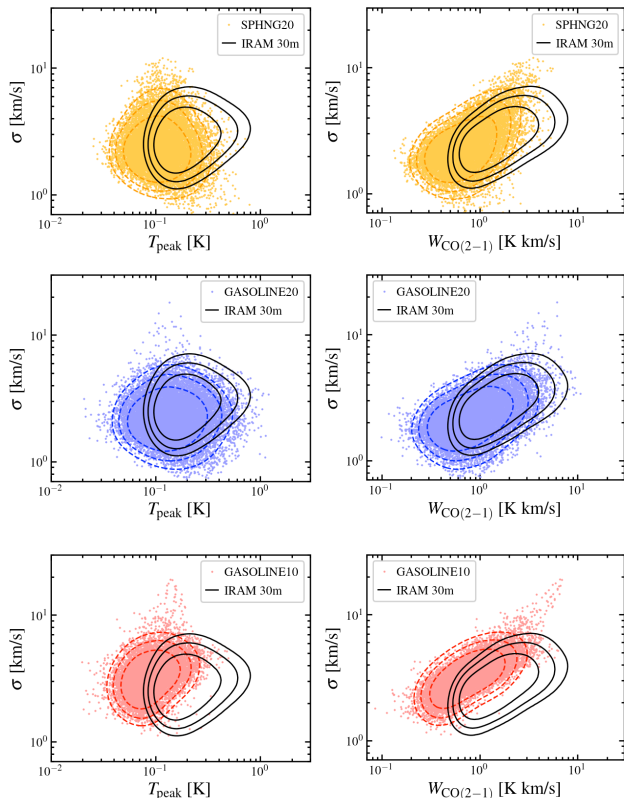 SPHNG20
IRAM 30m
10¹
10⁰
σ [km/s]
10⁻² 10⁻¹ 10⁰
T_peak [K]
SPHNG20
IRAM 30m
10¹
10⁰
σ [km/s]
10⁻¹ 10⁰ 10¹
W_CO(2−1) [K km/s]
GASOLINE20
IRAM 30m
10¹
10⁰
σ [km/s]
10⁻² 10⁻¹ 10⁰
T_peak [K]
GASOLINE20
IRAM 30m
10¹
10⁰
σ [km/s]
10⁻¹ 10⁰ 10¹
W_CO(2−1) [K km/s]
GASOLINE10
IRAM 30m
10¹
10⁰
σ [km/s]
10⁻² 10⁻¹ 10⁰
T_peak [K]
GASOLINE10
IRAM 30m
10¹
10⁰
σ [km/s]
10⁻¹ 10⁰ 10¹
W_CO(2−1) [K km/s]